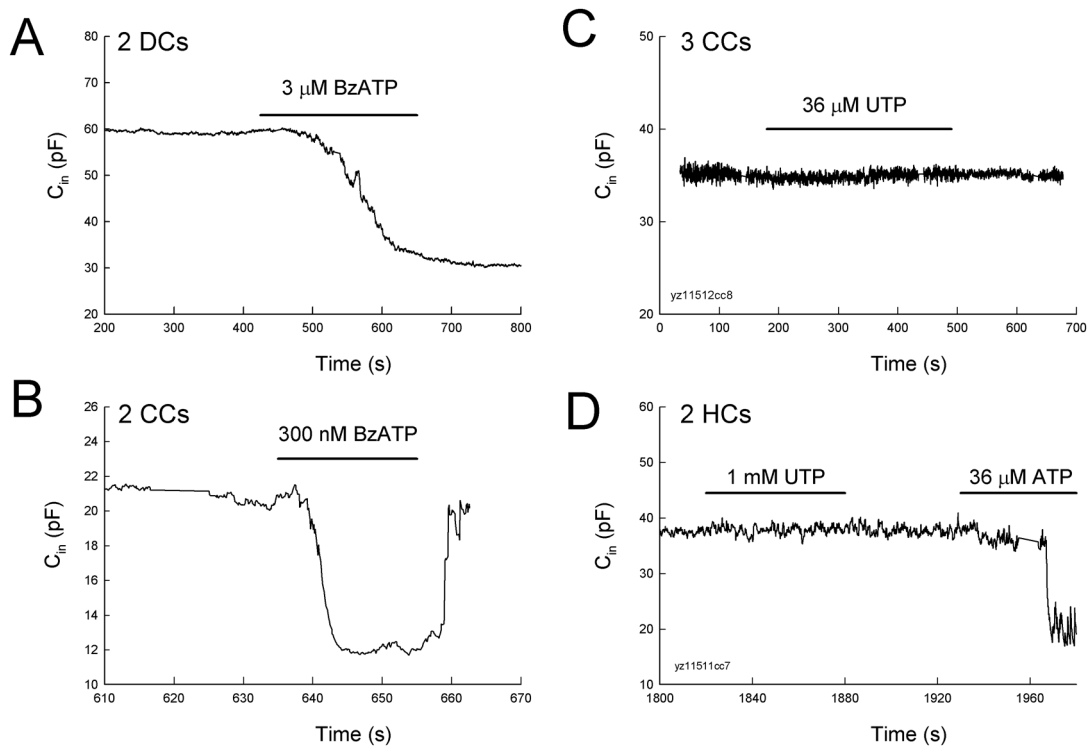 A
2 DCs
3 μM BzATP
C_in (pF)
80
70
60
50
40
30
20
200 300 400 500 600 700 800
Time (s)
B
2 CCs
300 nM BzATP
C_in (pF)
26
24
22
20
18
16
14
12
10
610 620 630 640 650 660 670
Time (s)
C
3 CCs
36 μM UTP
C_in (pF)
50
40
30
20
yz11512cc8
0 100 200 300 400 500 600 700
Time (s)
D
2 HCs
1 mM UTP
36 μM ATP
C_in (pF)
60
50
40
30
20
10
yz11511cc7
1800 1840 1880 1920 1960
Time (s)